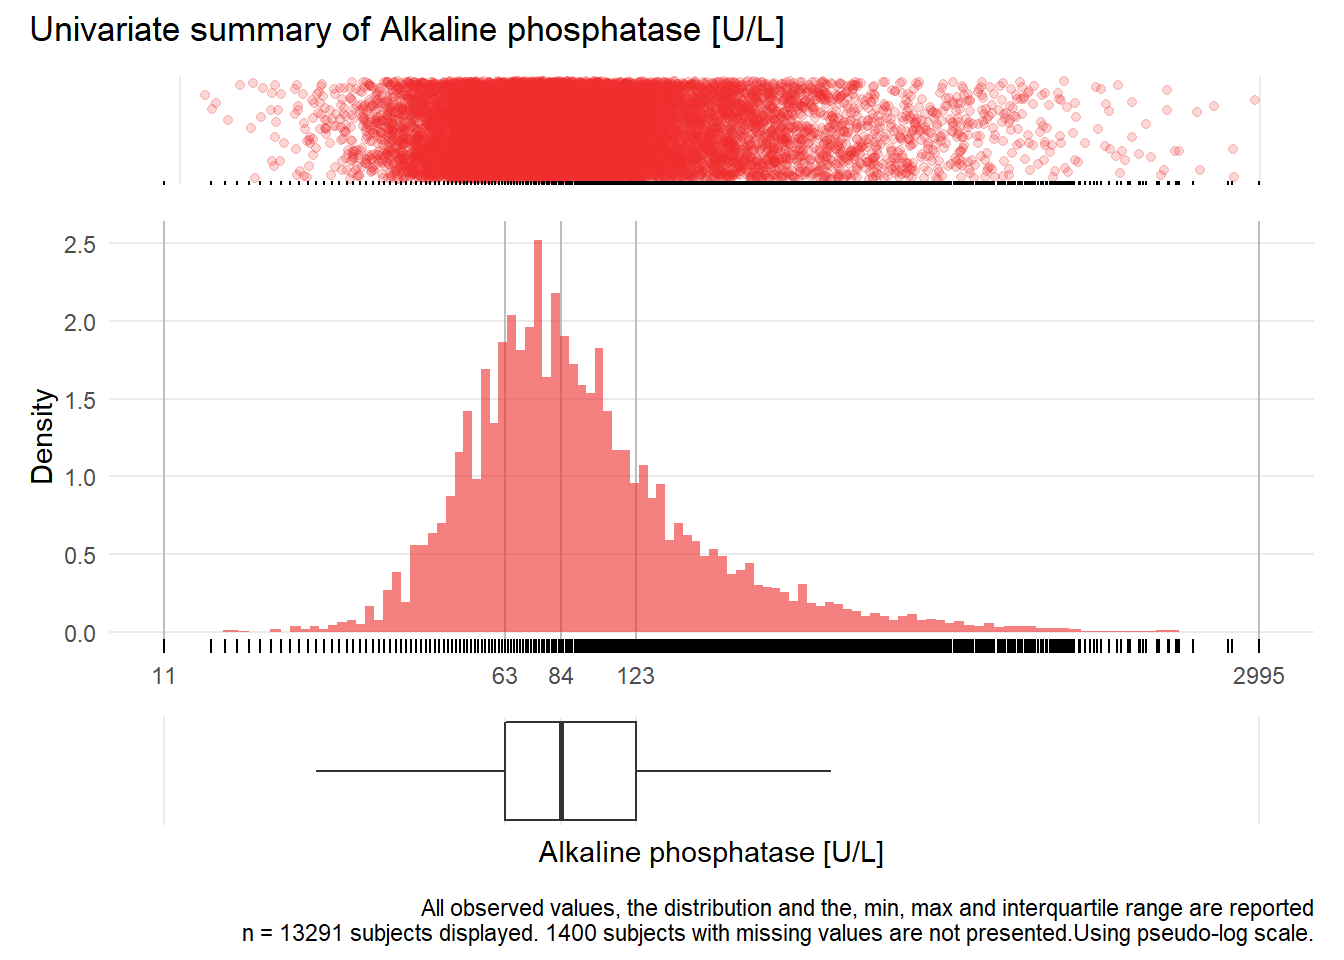 Univariate summary of Alkaline phosphatase [U/L]
2.5
2.0
1.5
1.0
0.5
0.0
Density
11 63 84 123 2995
Alkaline phosphatase [U/L]
All observed values, the distribution and the, min, max and interquartile range are reported
n = 13291 subjects displayed. 1400 subjects with missing values are not presented.Using pseudo-log scale.